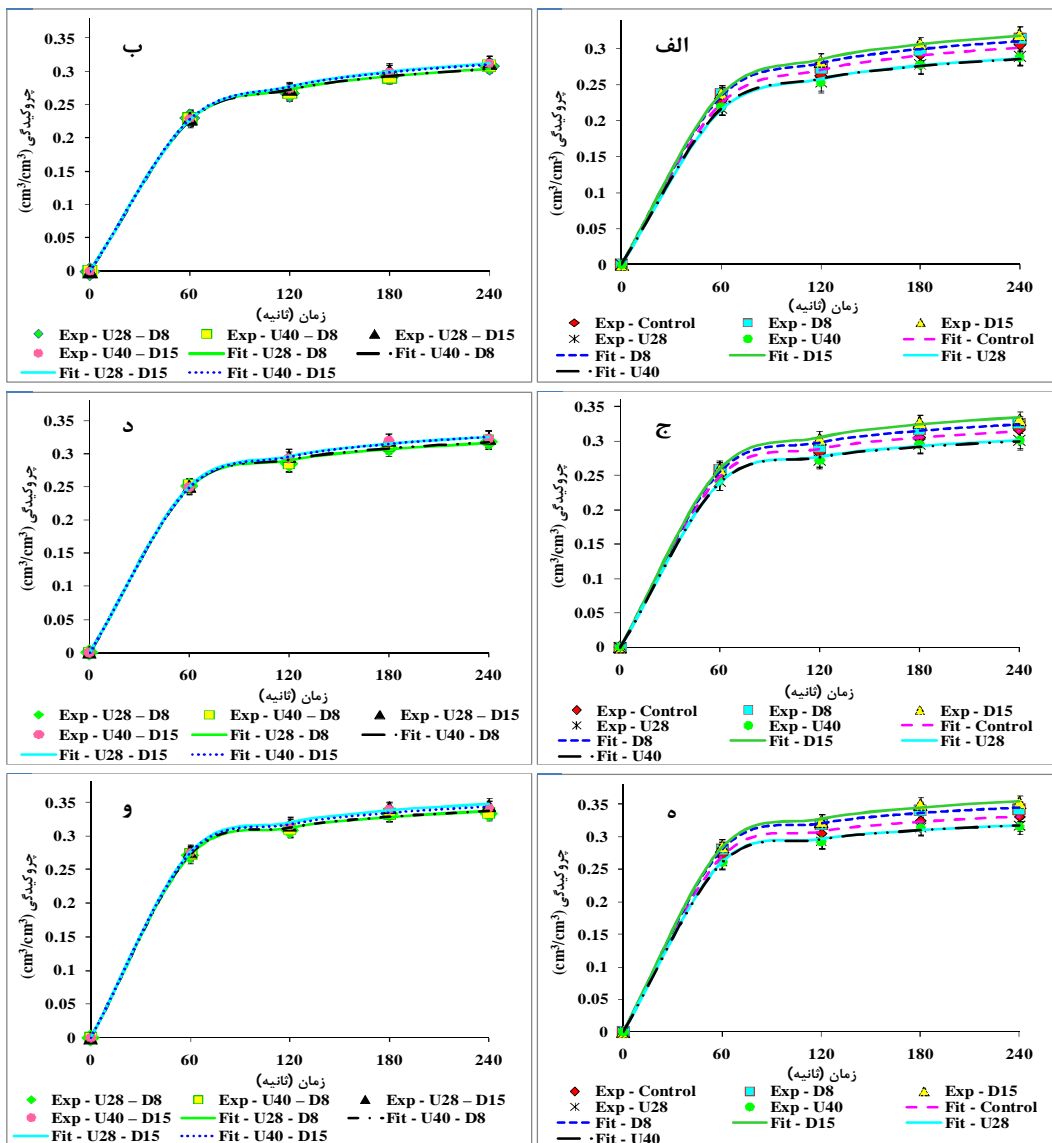 الف
چروکیدگی (cm³/cm³)
0.3
0.25
0.2
0.15
0.1
0.05
0
0 60 120 180 240
زمان (ثانیه)
Exp - Control Exp - D8 Exp - D15
Exp - U28 Exp - U40 Fit - Control
Fit - D8 Fit - D15 Fit - U28
Fit - U40
ب
چروکیدگی (cm³/cm³)
0.35
0.3
0.25
0.2
0.15
0.1
0.05
0
0 60 120 180 240
زمان (ثانیه)
Exp - U28 – D8 Exp - U40 – D8 Exp - U28 – D15
Exp - U40 – D15 Fit - U28 - D8 Fit - U40 - D8
Fit - U28 - D15 Fit - U40 - D15
ج
چروکیدگی (cm³/cm³)
0.35
0.3
0.25
0.2
0.15
0.1
0.05
0
0 60 120 180 240
زمان (ثانیه)
Exp - Control Exp - D8 Exp - D15
Exp - U28 Exp - U40 Fit - Control
Fit - D8 Fit - D15 Fit - U28
Fit - U40
د
چروکیدگی (cm³/cm³)
0.35
0.3
0.25
0.2
0.15
0.1
0.05
0
0 60 120 180 240
زمان (ثانیه)
Exp - U28 – D8 Exp - U40 – D8 Exp - U28 – D15
Exp - U40 – D15 Fit - U28 - D8 Fit - U40 - D8
Fit - U28 - D15 Fit - U40 - D15
ه
چروکیدگی (cm³/cm³)
0.35
0.3
0.25
0.2
0.15
0.1
0.05
0
0 60 120 180 240
زمان (ثانیه)
Exp - Control Exp - D8 Exp - D15
Exp - U28 Exp - U40 Fit - Control
Fit - D8 Fit - D15 Fit - U28
Fit - U40
و
چروکیدگی (cm³/cm³)
0.35
0.3
0.25
0.2
0.15
0.1
0.05
0
0 60 120 180 240
زمان (ثانیه)
Exp - U28 – D8 Exp - U40 – D8 Exp - U28 – D15
Exp - U40 – D15 Fit - U28 - D8 Fit - U40 - D8
Fit - U28 - D15 Fit - U40 - D15